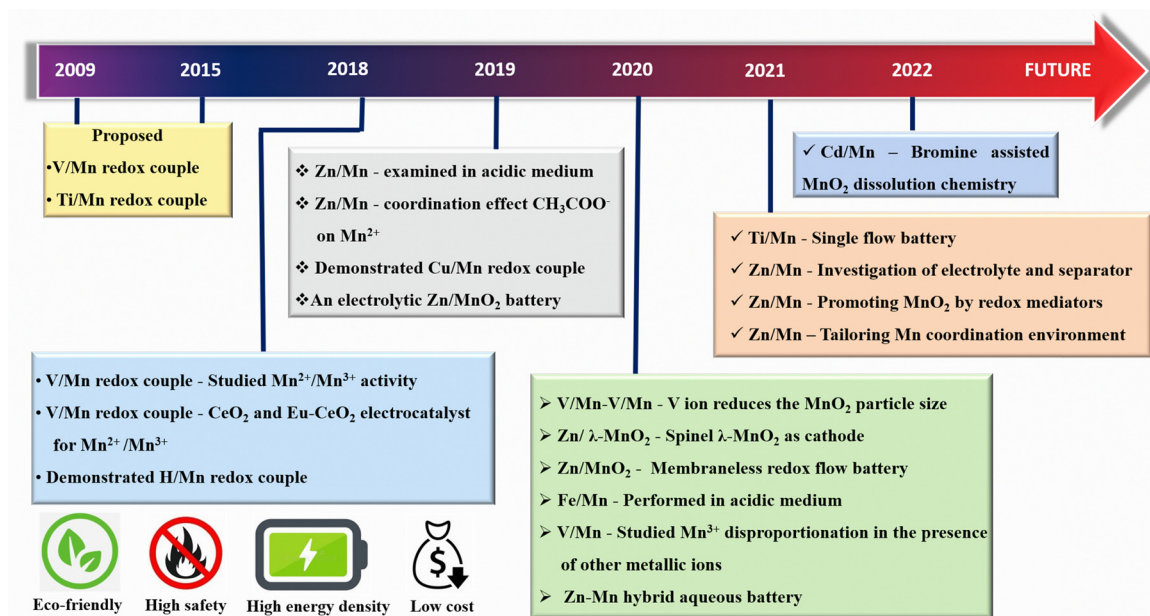 2009 2015 2018 2019 2020 2021 2022 FUTURE
Proposed
•V/Mn redox couple
• Ti/Mn redox couple
❖ Zn/Mn - examined in acidic medium
❖ Zn/Mn - coordination effect CH₃COO⁻
on Mn²⁺
❖ Demonstrated Cu/Mn redox couple
❖An electrolytic Zn/MnO₂ battery
✓ Cd/Mn – Bromine assisted
MnO₂ dissolution chemistry
✓ Ti/Mn - Single flow battery
✓ Zn/Mn - Investigation of electrolyte and separator
✓ Zn/Mn - Promoting MnO₂ by redox mediators
✓ Zn/Mn – Tailoring Mn coordination environment
• V/Mn redox couple - Studied Mn²⁺/Mn³⁺ activity
• V/Mn redox couple - CeO₂ and Eu-CeO₂ electrocatalyst
for Mn²⁺ /Mn³⁺
• Demonstrated H/Mn redox couple
➢ V/Mn-V/Mn - V ion reduces the MnO₂ particle size
➢ Zn/ λ-MnO₂ - Spinel λ-MnO₂ as cathode
➢ Zn/MnO₂ - Membraneless redox flow battery
➢ Fe/Mn - Performed in acidic medium
➢ V/Mn - Studied Mn³⁺ disproportionation in the presence
of other metallic ions
➢ Zn-Mn hybrid aqueous battery
$
Eco-friendly High safety High energy density Low cost